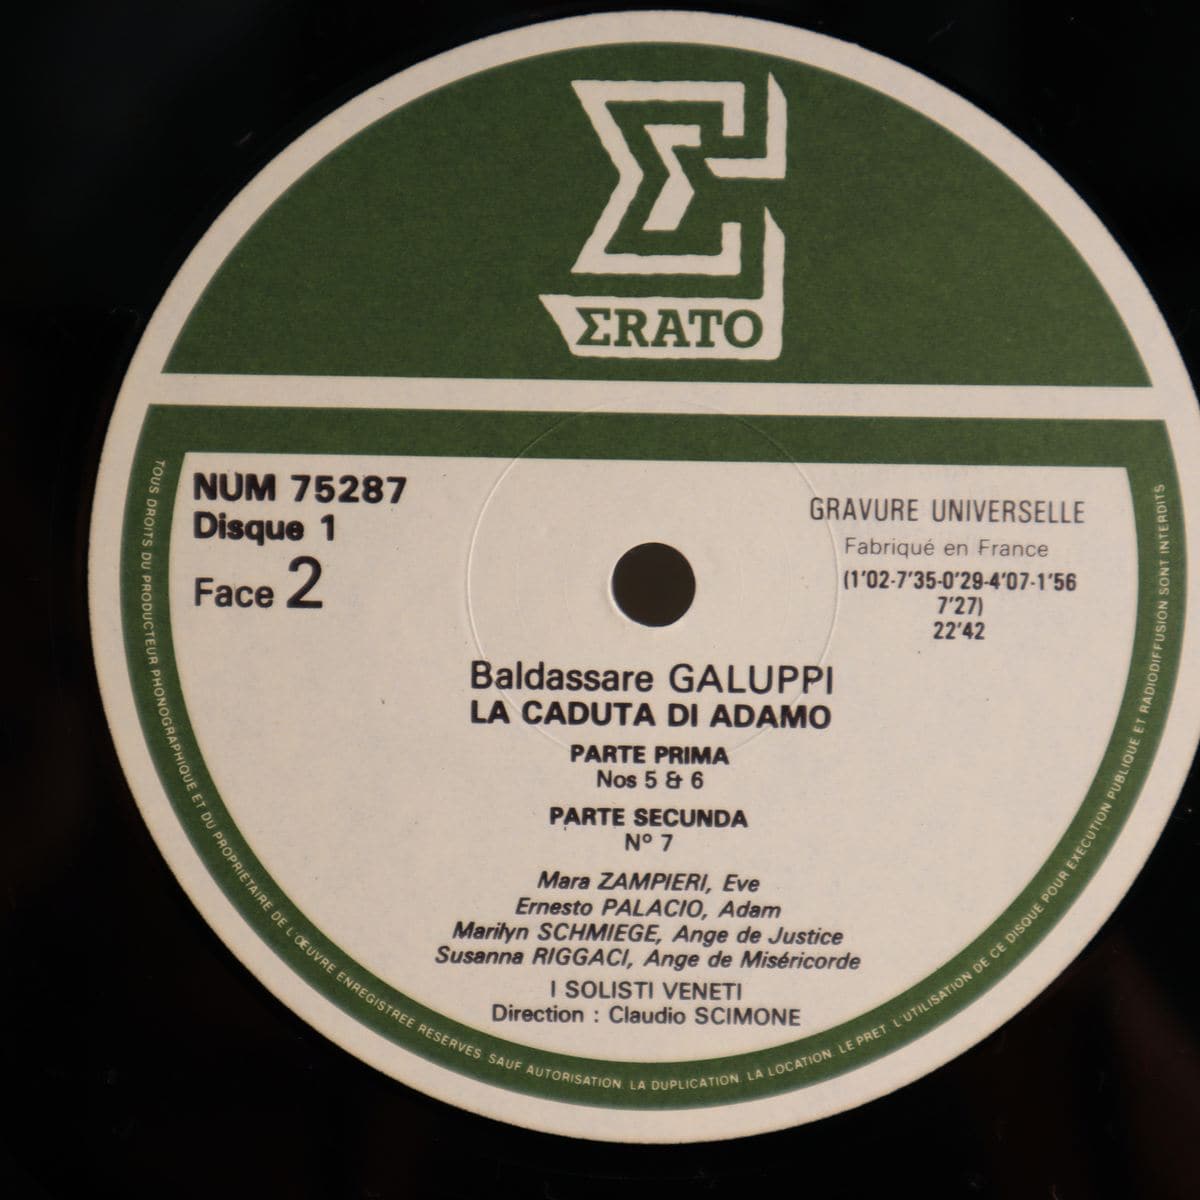 ΣRATO
NUM 75287
Disque 1
Face 2
GRAVURE UNIVERSELLE
Fabriqué en France
(1'02-7'35-0'29-4'07-1'56
7'27)
22'42
Baldassare GALUPPI
LA CADUTA DI ADAMO
PARTE PRIMA
Nos 5 & 6
PARTE SECUNDA
Nº 7
Mara ZAMPIERI, Eve
Ernesto PALACIO, Adam
Marilyn SCHMIEGE, Ange de Justice
Susanna RIGGACI, Ange de Miséricorde
I SOLISTI VENETI
Direction : Claudio SCIMONE
TOUS DROITS DU PRODUCTEUR PHONOGRAPHIQUE ET DU PROPRIETAIRE DE L'ŒUVRE ENREGISTREE RESERVES. SAUF AUTORISATION. LA DUPLICATION. LA LOCATION. LE PRET. L'UTILISATION DE CE DISQUE POUR EXECUTION PUBLIQUE ET RADIODIFFUSION SONT INTERDITS